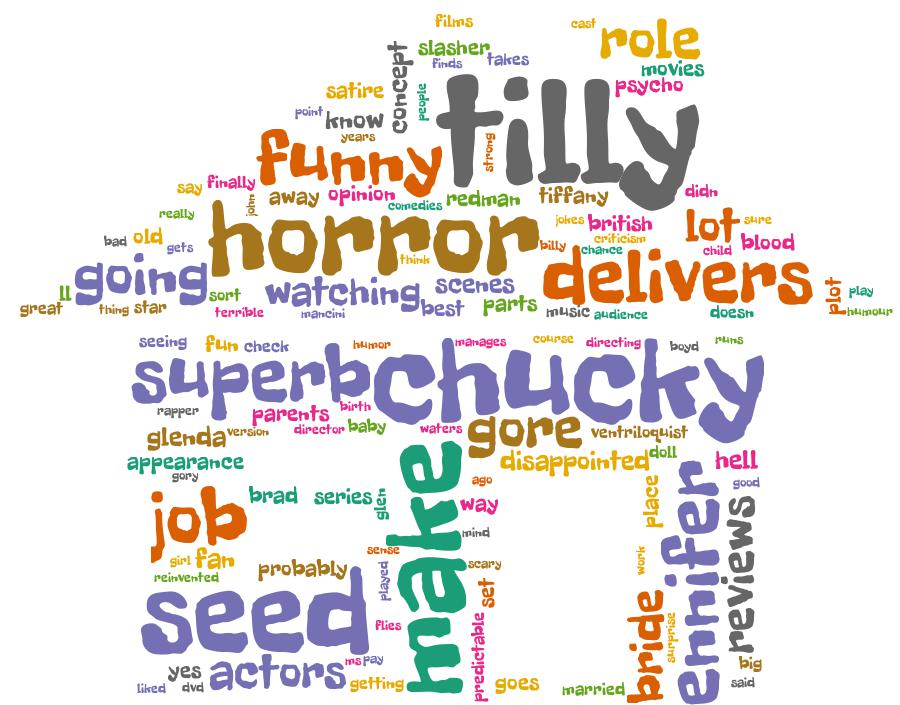 films
cast
role
slasher
concept
finds
takes
movies
psycho
satire
people
tilly
point
know
years
strong
funny
say
finally
john
away
opinion
comedies
redman
tiffany
didn
really
horror
jokes
british
lot
sure
bad
old
gets
think
billy
criticism
chance
child
blood
ll
going
sort
watching
scenes
delivers
plot
play
great
thing
star
terrible
mancini
best
parts
music
audience
doesn
humour
seeing
fun
check
humor
manages
course
directing
boyd
runs
superb
chucky
rapper
parents
birth
glenda
version
director
baby
waters
gore
ventriloquist
appearance
disappointed
doll
hell
gory
ago
good
job
brad
series
glen
make
way
place
ennifer
reviews
mind
girl
fan
sense
reinvented
probably
played
scary
work
seed
flies
set
predictable
bride
surprise
yes
actors
ms
pay
big
liked
dvd
getting
goes
married
said